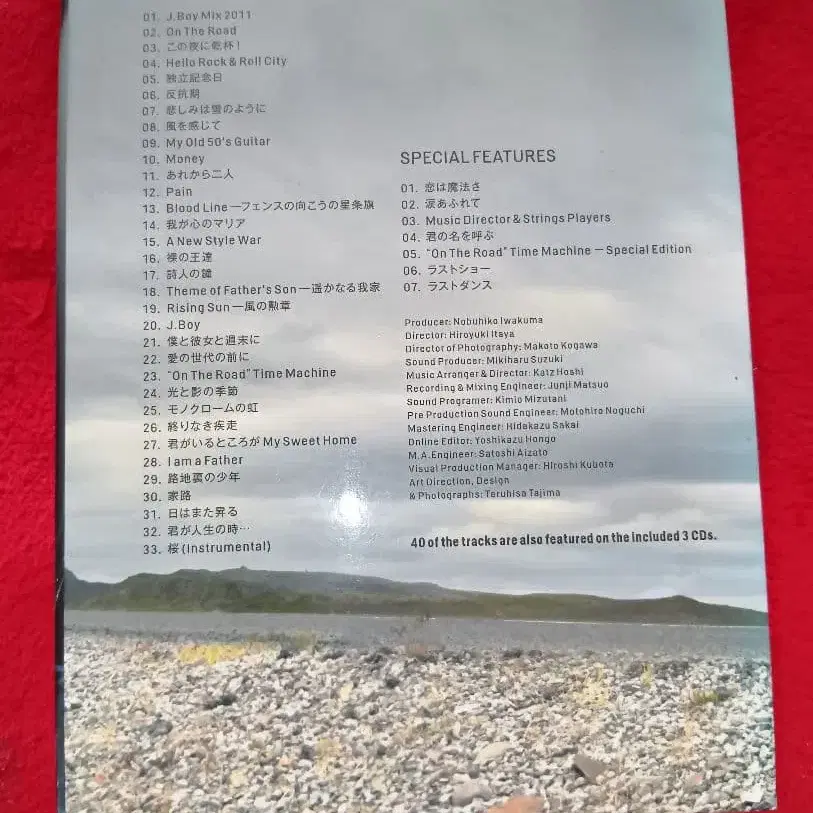 01. J.Boy Mix 2011
02. On The Road
03. この夜に乾杯！
04. Hello Rock & Roll City
05. 独立記念日
06. 反抗期
07. 悲しみは雪のように
08. 風を感じて
09. My Old 50's Guitar
10. Money
11. あれから二人
12. Pain
13. Blood Line ―フェンスの向こうの星条旗
14. 我が心のマリア
15. A New Style War
16. 裸の王達
17. 詩人の鐘
18. Theme of Father's Son ―遥かなる我家
19. Rising Sun ―風の勲章
20. J.Boy
21. 僕と彼女と週末に
22. 愛の世代の前に
23. "On The Road" Time Machine
24. 光と影の季節
25. モノクロームの虹
26. 終りなき疾走
27. 君がいるところが My Sweet Home
28. I am a Father
29. 路地裏の少年
30. 家路
31. 日はまた昇る
32. 君が人生の時…
33. 桜 (Instrumental)
SPECIAL FEATURES
01. 恋は魔法さ
02. 涙あふれて
03. Music Director & Strings Players
04. 君の名を呼ぶ
05. "On The Road" Time Machine ― Special Edition
06. ラストショー
07. ラストダンス
Producer: Nobuhiko Iwakuma
Director: Hiroyuki Itaya
Director of Photography: Makoto Kogawa
Sound Producer: Mikiharu Suzuki
Music Arranger & Director: Katz Hoshi
Recording & Mixing Engineer: Junji Matsuo
Sound Programer: Kimio Mizutani
Pre Production Sound Engineer: Motohiro Noguchi
Mastering Engineer: Hidekazu Sakai
Online Editor: Yoshikazu Hongo
M.A.Engineer: Satoshi Aizato
Visual Production Manager: Hiroshi Kubota
Art Direction, Design
& Photographs: Teruhisa Tajima
40 of the tracks are also featured on the included 3 CDs.